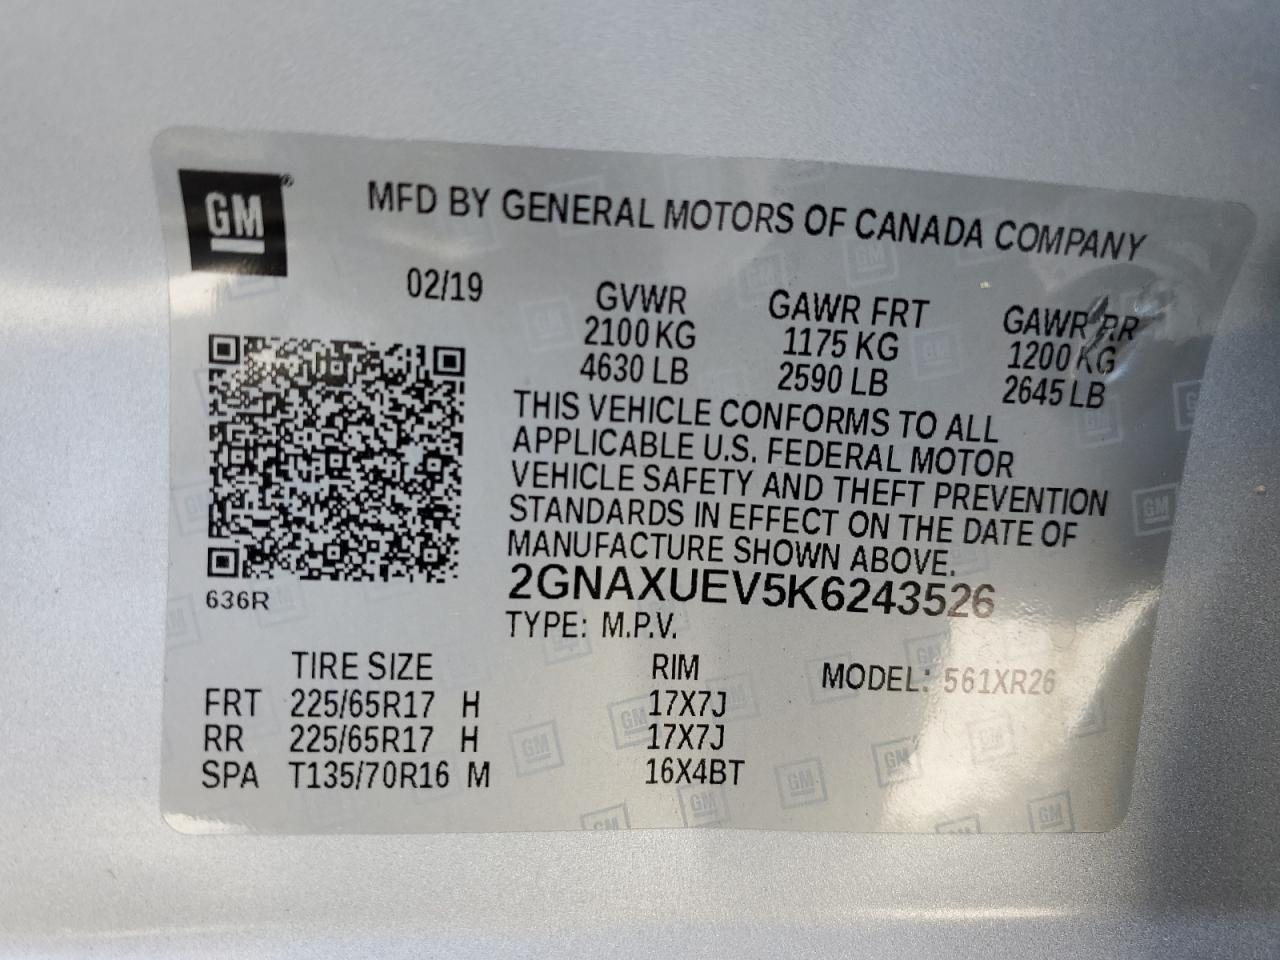 GM®
MFD BY GENERAL MOTORS OF CANADA COMPANY
02/19
GVWR GAWR FRT GAWR RR
2100 KG 1175 KG 1200 KG
4630 LB 2590 LB 2645 LB
THIS VEHICLE CONFORMS TO ALL
APPLICABLE U.S. FEDERAL MOTOR
VEHICLE SAFETY AND THEFT PREVENTION
STANDARDS IN EFFECT ON THE DATE OF
MANUFACTURE SHOWN ABOVE.
636R
2GNAXUEV5K6243526
TYPE: M.P.V.
TIRE SIZE RIM MODEL: 561XR26
FRT 225/65R17 H 17X7J
RR 225/65R17 H 17X7J
SPA T135/70R16 M 16X4BT